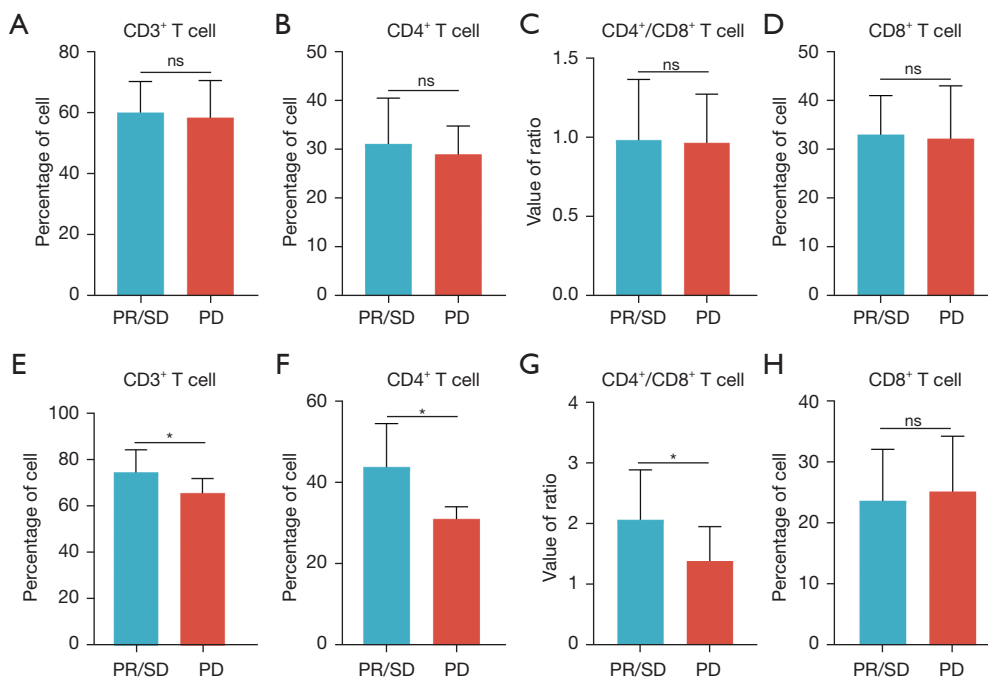 A
CD3⁺ T cell
Percentage of cell
80
60
40
20
0
ns
PR/SD PD
B
CD4⁺ T cell
Percentage of cell
50
40
30
20
10
0
ns
PR/SD PD
C
CD4⁺/CD8⁺ T cell
Value of ratio
1.5
1.0
0.5
0.0
ns
PR/SD PD
D
CD8⁺ T cell
Percentage of cell
50
40
30
20
10
0
ns
PR/SD PD
E
CD3⁺ T cell
Percentage of cell
100
80
60
40
20
0
*
PR/SD PD
F
CD4⁺ T cell
Percentage of cell
60
40
20
0
*
PR/SD PD
G
CD4⁺/CD8⁺ T cell
Value of ratio
4
3
2
1
0
*
PR/SD PD
H
CD8⁺ T cell
Percentage of cell
40
30
20
10
0
ns
PR/SD PD